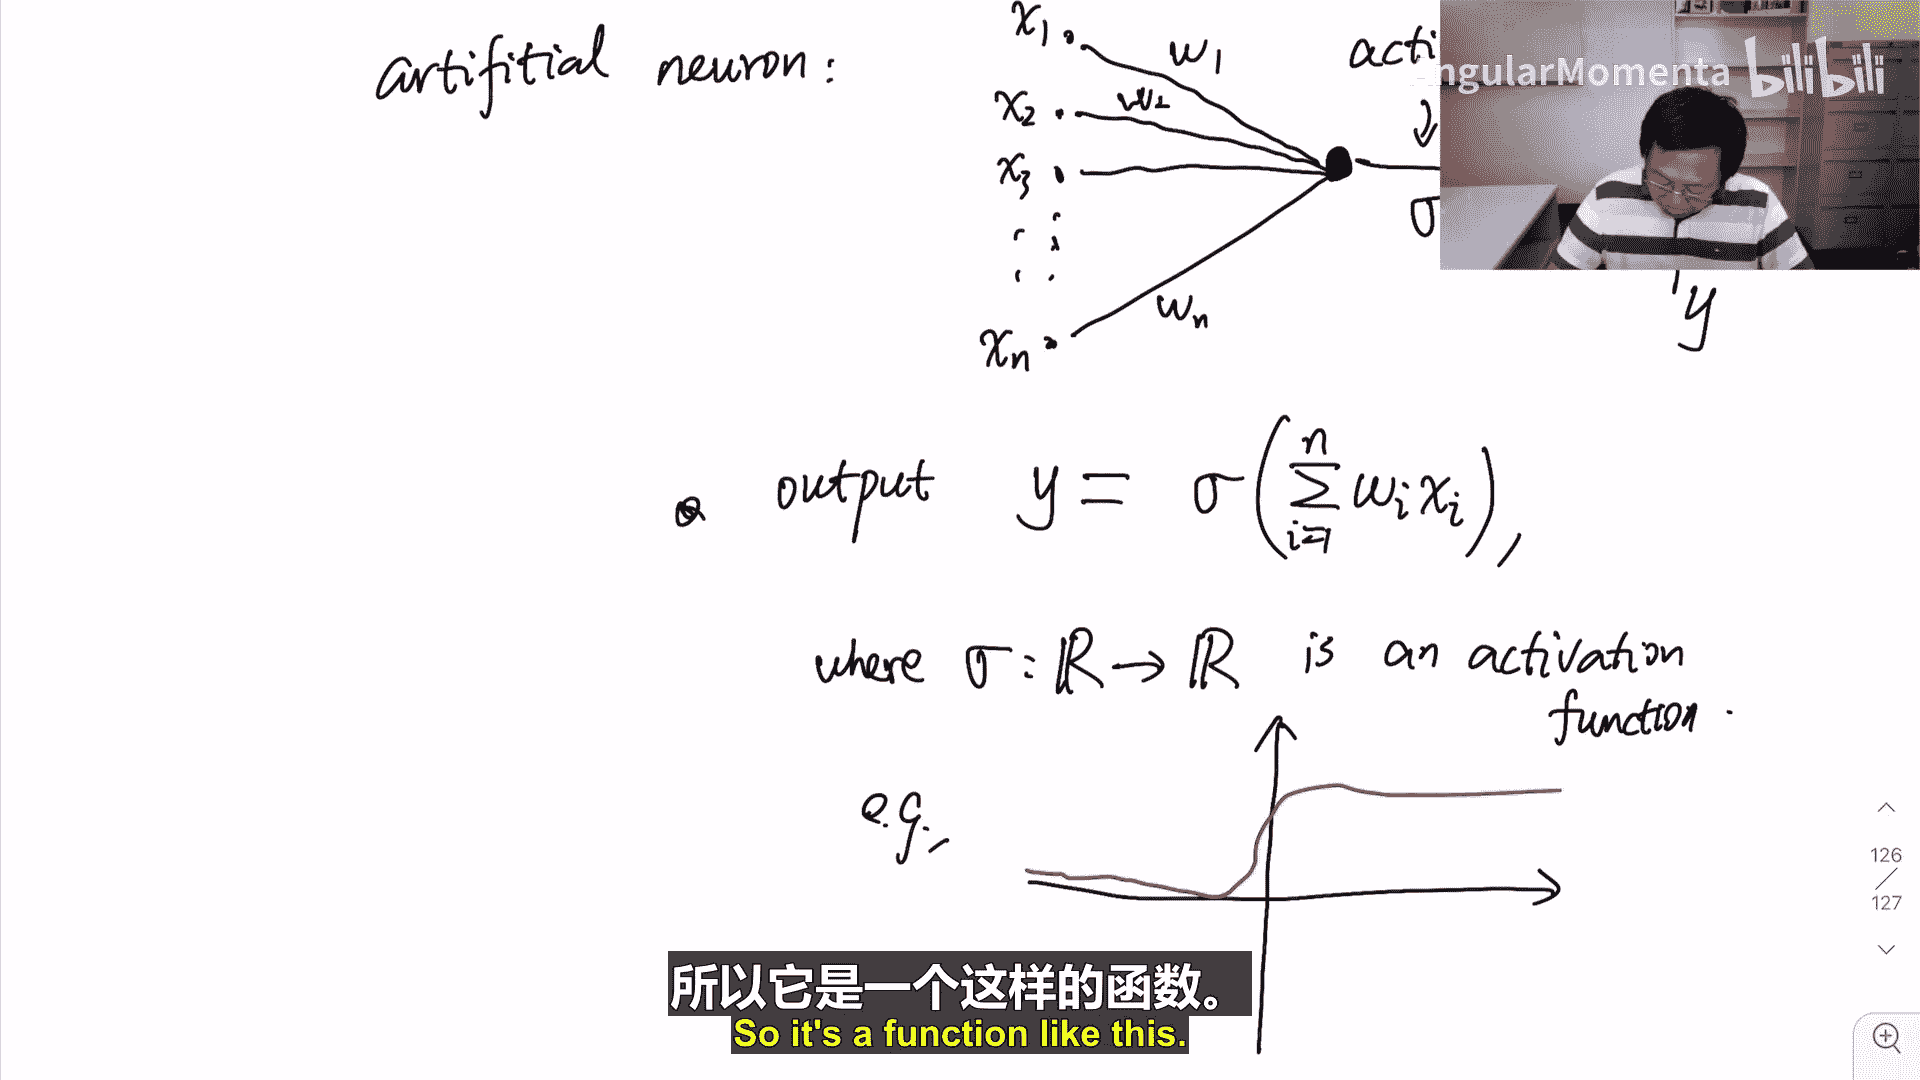 artifitial neuron:
x1
w1
acti
ngularMomenta bilibili
x2
w2
x3
σ
wn
y
xn
output y = σ(∑_{i=1}^{n} wi xi),
where σ: ℝ → ℝ is an activation
function.
e.g.,
126
127
所以它是一个这样的函数。
So it's a function like this.